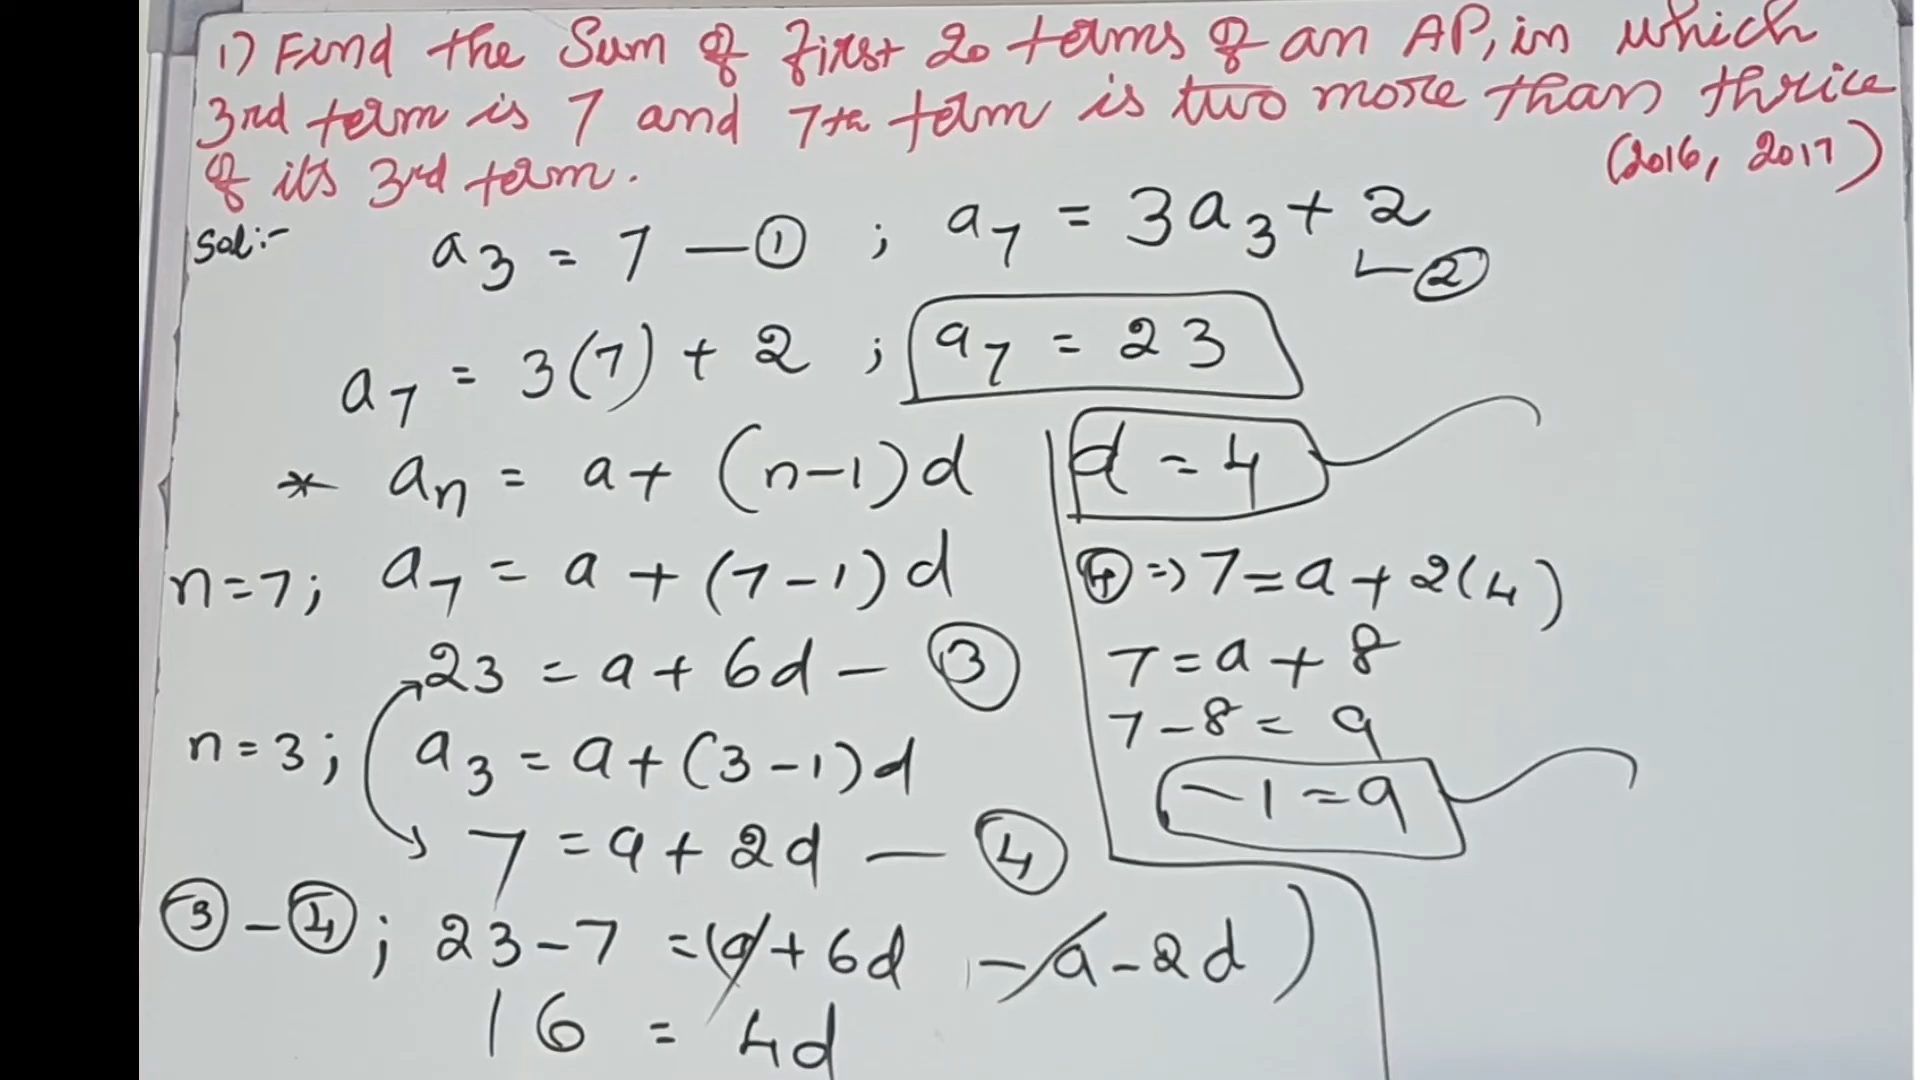 1) Find the Sum of first 20 terms of an AP, in which
3rd term is 7 and 7th term is two more than thrice
of its 3rd term. (2016, 2017)
Sol:- a3 = 7 — ① ; a7 = 3a3 + 2
— ②
a7 = 3(7) + 2 ; a7 = 23
* an = a + (n-1)d
n=7; a7 = a + (7-1)d
23 = a + 6d — ③
n=3; a3 = a + (3-1)d
7 = a + 2d — ④
③ - ④; 23-7 = (a + 6d - a - 2d)
16 = 4d
d = 4
④ => 7 = a + 2(4)
7 = a + 8
7 - 8 = a
-1 = a